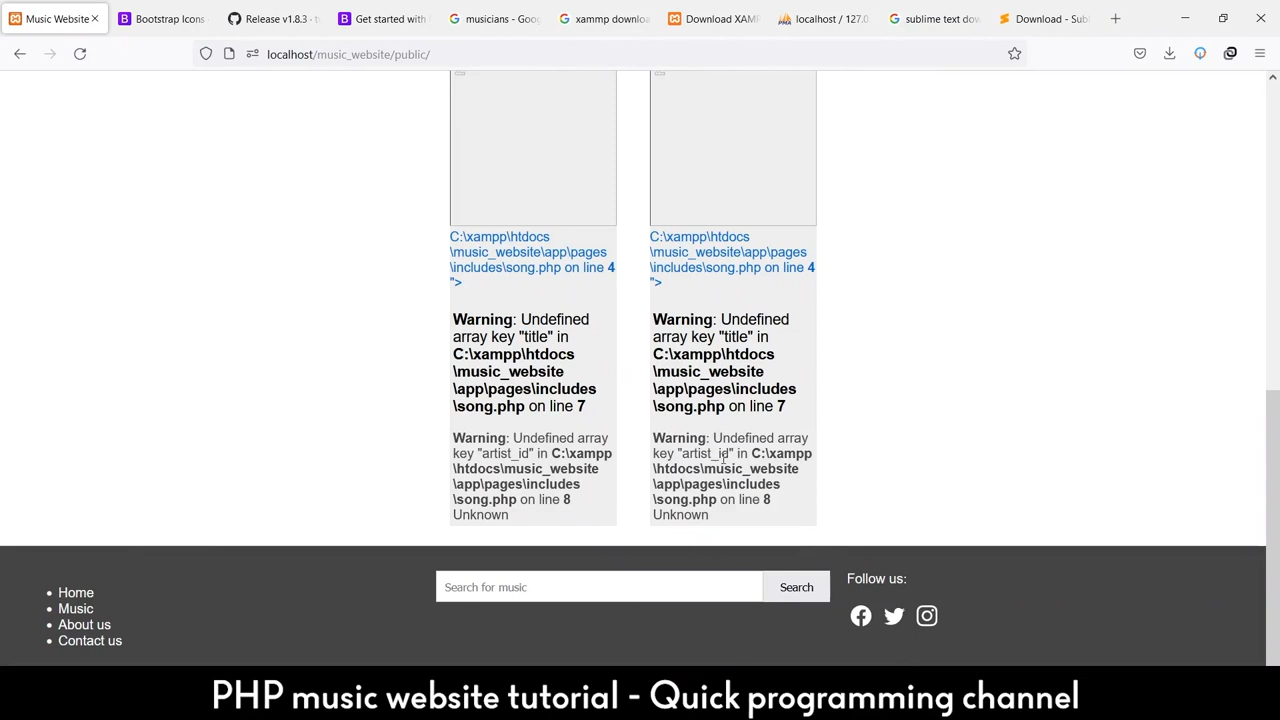 Music Website
Bootstrap Icons
Release v1.8.3 - t
Get started with
musicians - Goo
xammp downloa
Download XAM
localhost / 127.0
sublime text dow
Download - Sub
localhost/music_website/public/
C:\xampp\htdocs
\music_website\app\pages
\includes\song.php on line 4
">
Warning: Undefined
array key "title" in
C:\xampp\htdocs
\music_website
\app\pages\includes
\song.php on line 7
Warning: Undefined array
key "artist_id" in C:\xampp
\htdocs\music_website
\app\pages\includes
\song.php on line 8
Unknown
C:\xampp\htdocs
\music_website\app\pages
\includes\song.php on line 4
">
Warning: Undefined
array key "title" in
C:\xampp\htdocs
\music_website
\app\pages\includes
\song.php on line 7
Warning: Undefined array
key "artist_id" in C:\xampp
\htdocs\music_website
\app\pages\includes
\song.php on line 8
Unknown
Home
Music
About us
Contact us
Search for music
Search
Follow us:
PHP music website tutorial - Quick programming channel